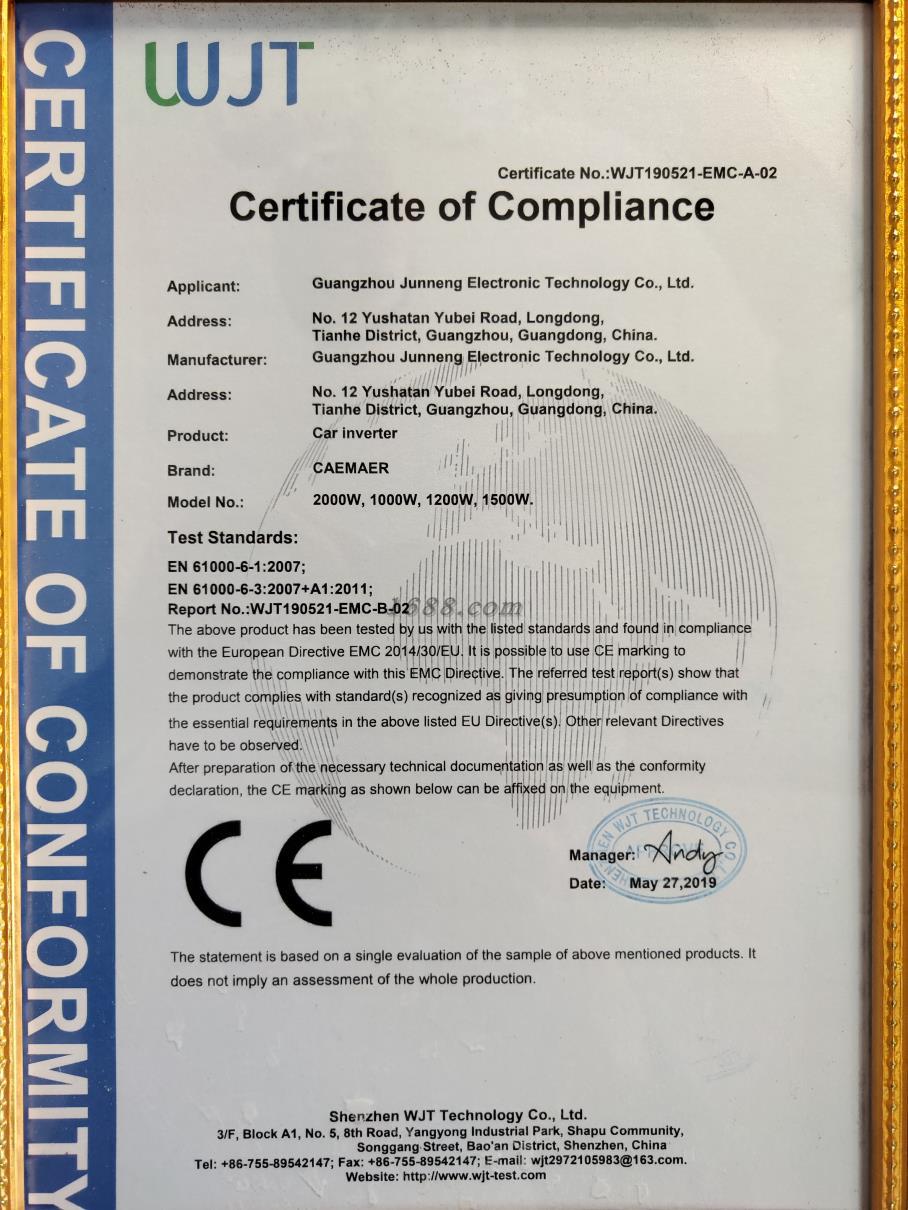 CERTIFICATE OF CONFORMITY
WJT
Certificate No.:WJT190521-EMC-A-02
Certificate of Compliance
Applicant: Guangzhou Junneng Electronic Technology Co., Ltd.
Address: No. 12 Yushatan Yubei Road, Longdong,
Tianhe District, Guangzhou, Guangdong, China.
Manufacturer: Guangzhou Junneng Electronic Technology Co., Ltd.
Address: No. 12 Yushatan Yubei Road, Longdong,
Tianhe District, Guangzhou, Guangdong, China.
Product: Car inverter
Brand: CAEMAER
Model No.: 2000W, 1000W, 1200W, 1500W.
Test Standards:
EN 61000-6-1:2007;
EN 61000-6-3:2007+A1:2011;
Report No.:WJT190521-EMC-B-02
1688.com
The above product has been tested by us with the listed standards and found in compliance
with the European Directive EMC 2014/30/EU. It is possible to use CE marking to
demonstrate the compliance with this EMC Directive. The referred test report(s) show that
the product complies with standard(s) recognized as giving presumption of compliance with
the essential requirements in the above listed EU Directive(s). Other relevant Directives
have to be observed.
After preparation of the necessary technical documentation as well as the conformity
declaration, the CE marking as shown below can be affixed on the equipment.
CE
WJT TECHNOLOGY CO
Manager: Andy
Date: May 27,2019
The statement is based on a single evaluation of the sample of above mentioned products. It
does not imply an assessment of the whole production.
Shenzhen WJT Technology Co., Ltd.
3/F, Block A1, No. 5, 8th Road, Yangyong Industrial Park, Shapu Community,
Songgang Street, Bao'an District, Shenzhen, China
Tel: +86-755-89542147; Fax: +86-755-89542147; E-mail: wjt2972105983@163.com.
Website: http://www.wjt-test.com